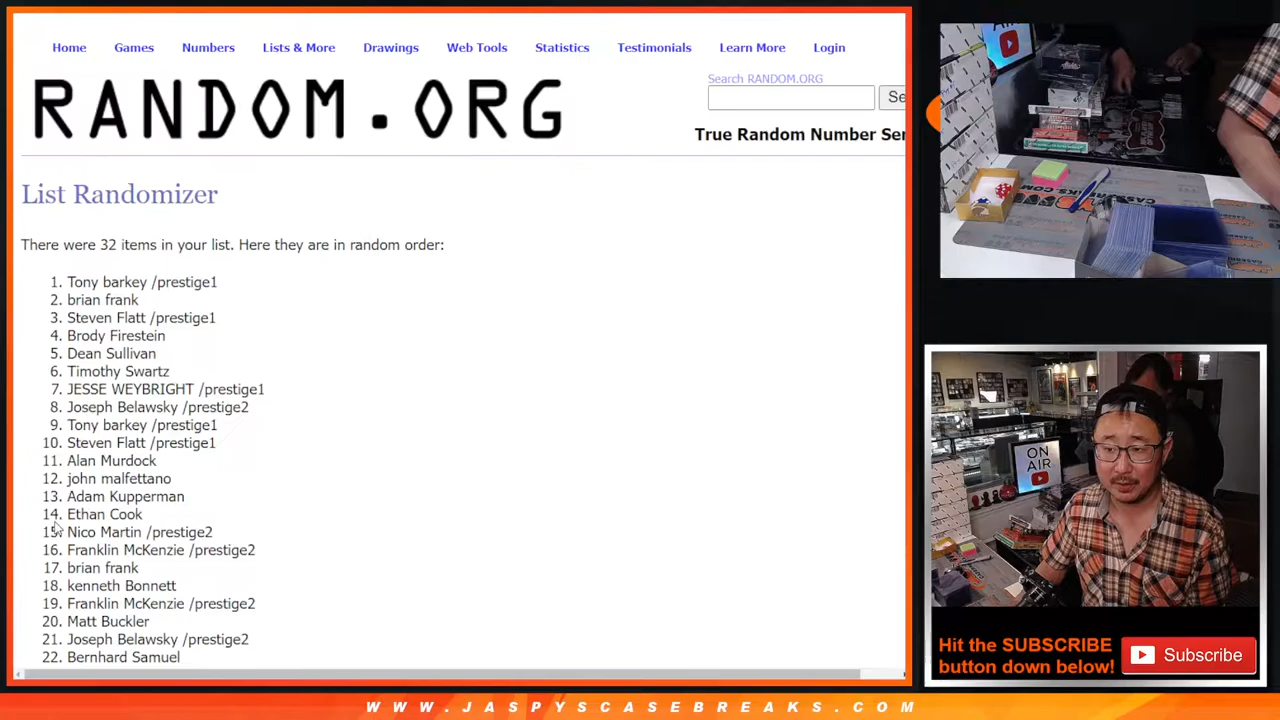 Home Games Numbers Lists & More Drawings Web Tools Statistics Testimonials Learn More Login
Search RANDOM.ORG
RANDOM.ORG
Se
True Random Number Ser
List Randomizer
There were 32 items in your list. Here they are in random order:
1. Tony barkey /prestige1
2. brian frank
3. Steven Flatt /prestige1
4. Brody Firestein
5. Dean Sullivan
6. Timothy Swartz
7. JESSE WEYBRIGHT /prestige1
8. Joseph Belawsky /prestige2
9. Tony barkey /prestige1
10. Steven Flatt /prestige1
11. Alan Murdock
12. john malfettano
13. Adam Kupperman
14. Ethan Cook
15. Nico Martin /prestige2
16. Franklin McKenzie /prestige2
17. brian frank
18. kenneth Bonnett
19. Franklin McKenzie /prestige2
20. Matt Buckler
21. Joseph Belawsky /prestige2
22. Bernhard Samuel
AIR
ON
AIR
Hit the SUBSCRIBE
button down below!
Subscribe
WWW.JASPYSCASEBREAKS.COM